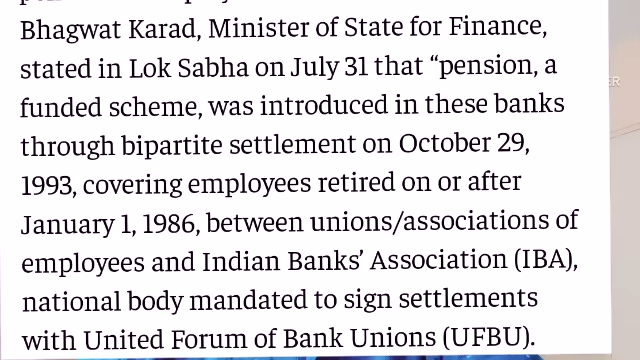 Bhagwat Karad, Minister of State for Finance,
stated in Lok Sabha on July 31 that “pension, a
funded scheme, was introduced in these banks
through bipartite settlement on October 29,
1993, covering employees retired on or after
January 1, 1986, between unions/associations of
employees and Indian Banks’ Association (IBA),
national body mandated to sign settlements
with United Forum of Bank Unions (UFBU).